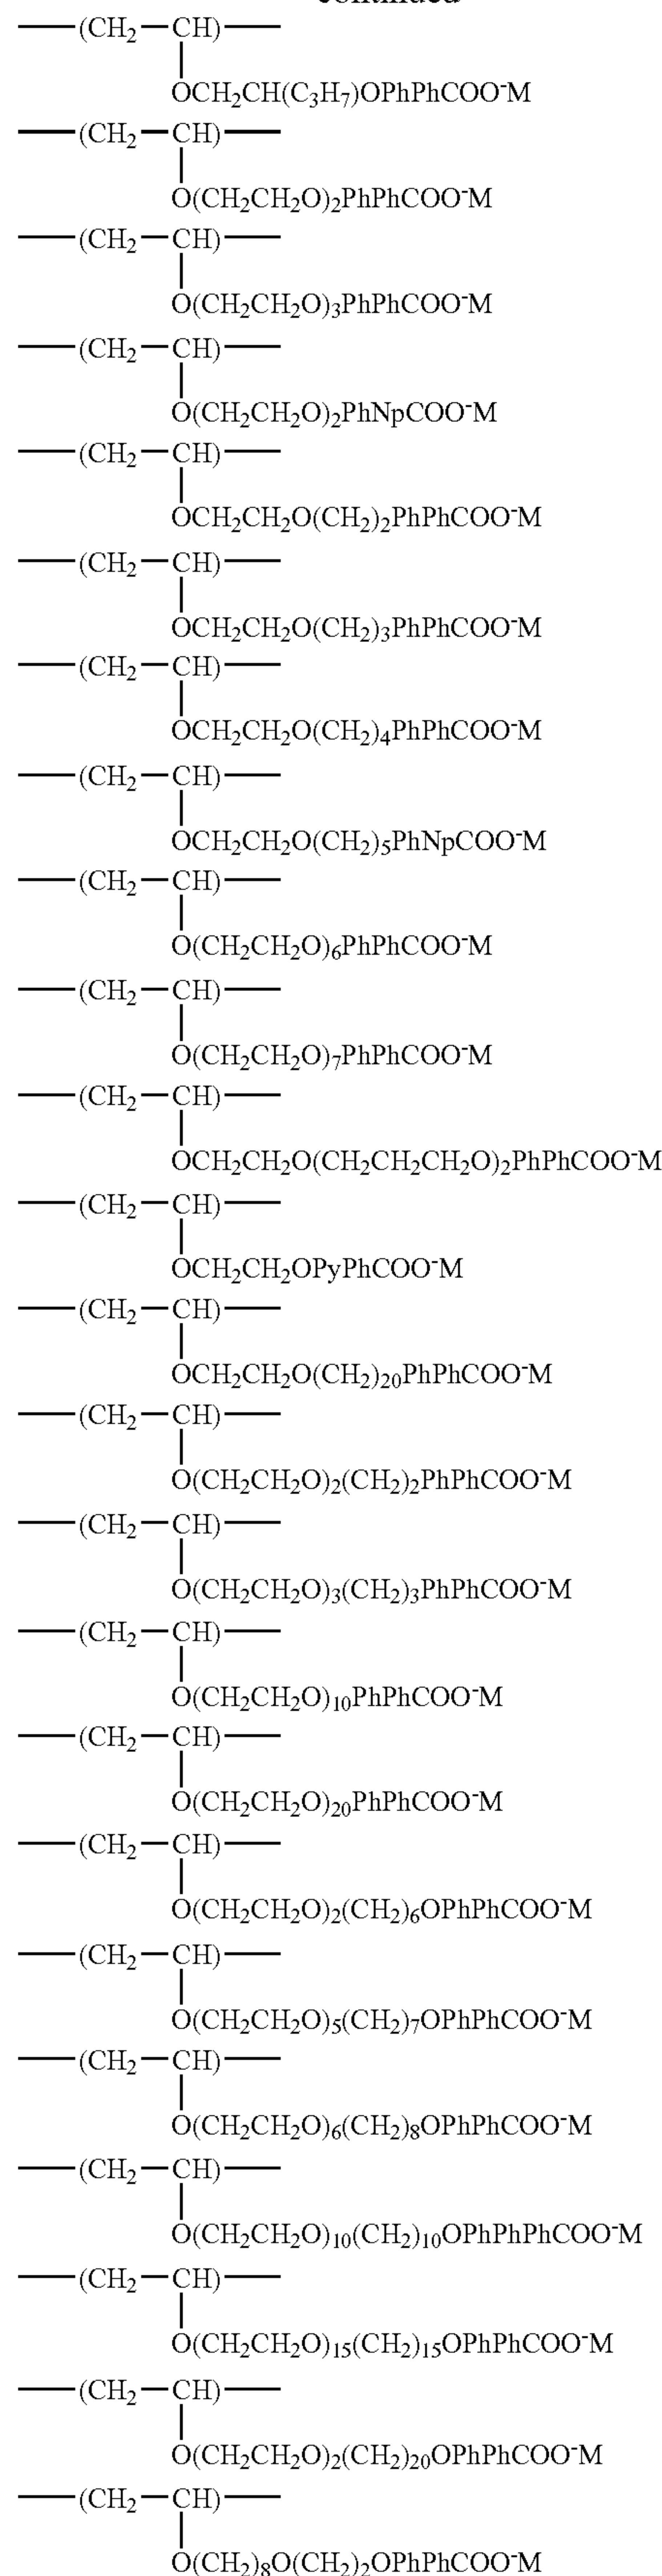 —(CH₂—CH)—
OCH₂CH(C₃H₇)OPhPhCOO⁻M
—(CH₂—CH)—
O(CH₂CH₂O)₂PhPhCOO⁻M
—(CH₂—CH)—
O(CH₂CH₂O)₃PhPhCOO⁻M
—(CH₂—CH)—
O(CH₂CH₂O)₂PhNpCOO⁻M
—(CH₂—CH)—
OCH₂CH₂O(CH₂)₂PhPhCOO⁻M
—(CH₂—CH)—
OCH₂CH₂O(CH₂)₃PhPhCOO⁻M
—(CH₂—CH)—
OCH₂CH₂O(CH₂)₄PhPhCOO⁻M
—(CH₂—CH)—
OCH₂CH₂O(CH₂)₅PhNpCOO⁻M
—(CH₂—CH)—
O(CH₂CH₂O)₆PhPhCOO⁻M
—(CH₂—CH)—
O(CH₂CH₂O)₇PhPhCOO⁻M
—(CH₂—CH)—
OCH₂CH₂O(CH₂CH₂CH₂O)₂PhPhCOO⁻M
—(CH₂—CH)—
OCH₂CH₂OPyPhCOO⁻M
—(CH₂—CH)—
OCH₂CH₂O(CH₂)₂₀PhPhCOO⁻M
—(CH₂—CH)—
O(CH₂CH₂O)₂(CH₂)₂PhPhCOO⁻M
—(CH₂—CH)—
O(CH₂CH₂O)₃(CH₂)₃PhPhCOO⁻M
—(CH₂—CH)—
O(CH₂CH₂O)₁₀PhPhCOO⁻M
—(CH₂—CH)—
O(CH₂CH₂O)₂₀PhPhCOO⁻M
—(CH₂—CH)—
O(CH₂CH₂O)₂(CH₂)₆OPhPhCOO⁻M
—(CH₂—CH)—
O(CH₂CH₂O)₅(CH₂)₇OPhPhCOO⁻M
—(CH₂—CH)—
O(CH₂CH₂O)₆(CH₂)₈OPhPhCOO⁻M
—(CH₂—CH)—
O(CH₂CH₂O)₁₀(CH₂)₁₀OPhPhPhCOO⁻M
—(CH₂—CH)—
O(CH₂CH₂O)₁₅(CH₂)₁₅OPhPhCOO⁻M
—(CH₂—CH)—
O(CH₂CH₂O)₂(CH₂)₂₀OPhPhCOO⁻M
—(CH₂—CH)—
O(CH₂)₈O(CH₂)₂OPhPhCOO⁻M